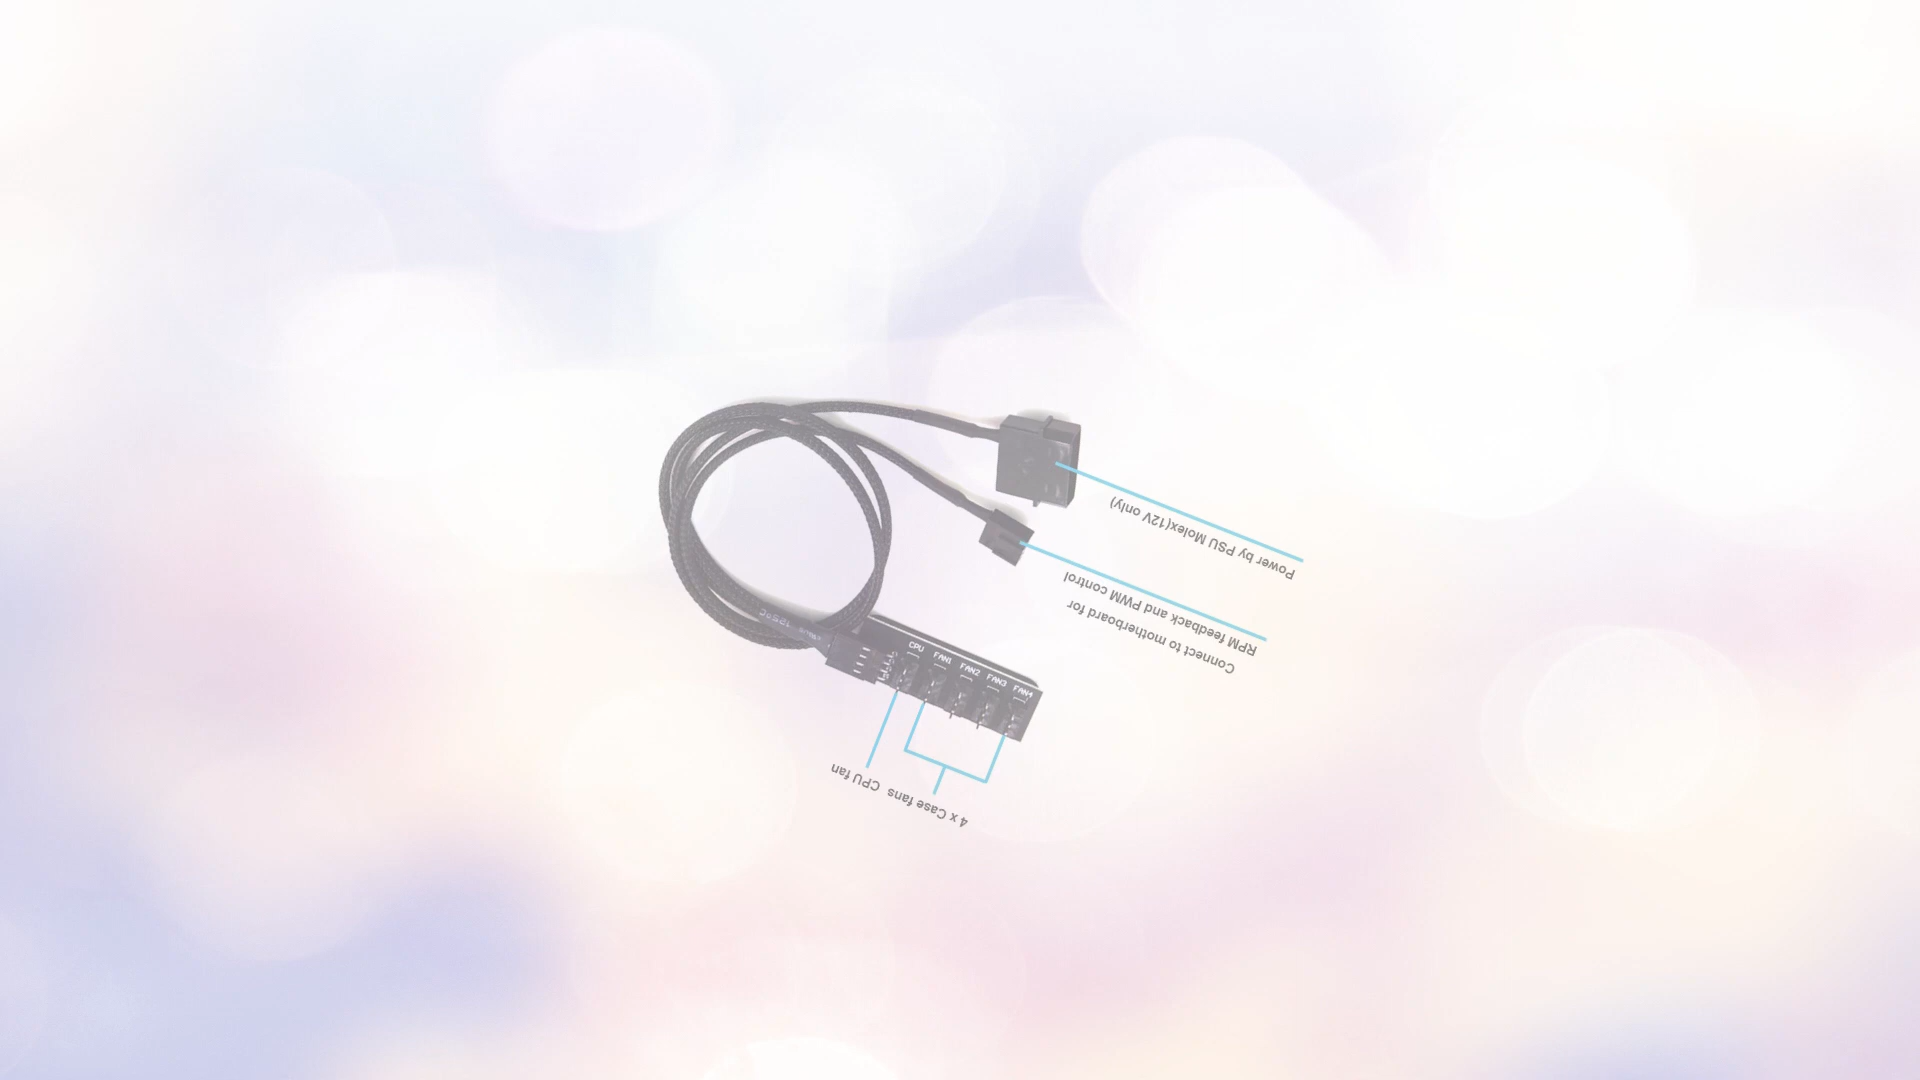 Power by PSU Molex(12V only)
Connect to motherboard for
RPM feedback and PWM control
4 x Case fans
CPU fan
CPU
FAN1
FAN2
FAN3
FAN4
125°C